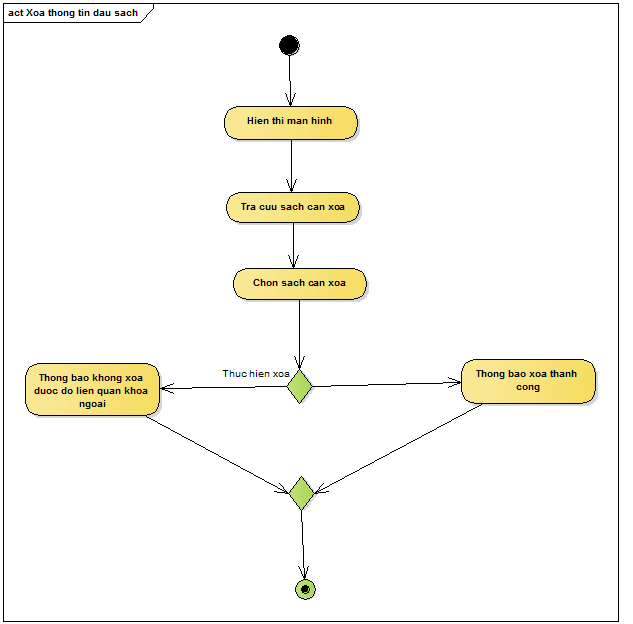 act Xoa thong tin dau sach
Hien thi man hinh
Tra cuu sach can xoa
Chon sach can xoa
Thuc hien xoa
Thong bao khong xoa
duoc do lien quan khoa
ngoai
Thong bao xoa thanh
cong